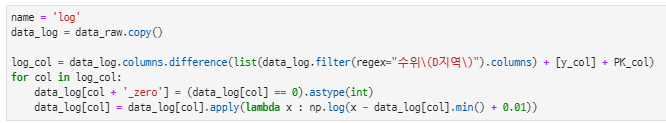 name = 'log'
data_log = data_raw.copy()

log_col = data_log.columns.difference(list(data_log.filter(regex="수위\(D지역\)").columns) + [y_col] + PK_col)
for col in log_col:
    data_log[col + '_zero'] = (data_log[col] == 0).astype(int)
    data_log[col] = data_log[col].apply(lambda x : np.log(x - data_log[col].min() + 0.01))